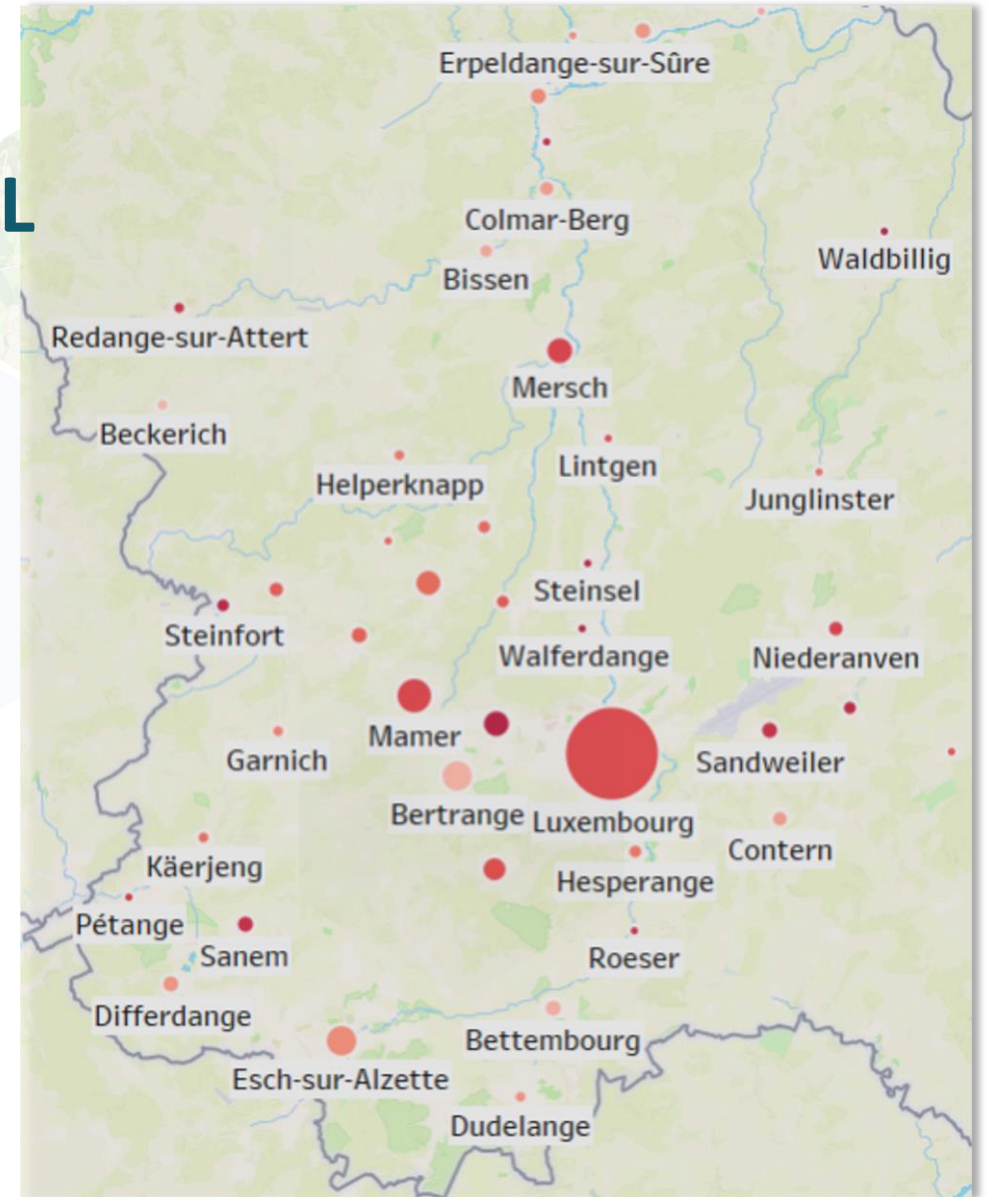 Erpeldange-sur-Sûre
L
Colmar-Berg
Waldbillig
Bissen
Redange-sur-Attert
Mersch
Beckerich
Lintgen
Helperknapp
Junglinster
Steinsel
Steinfort
Walferdange
Niederanven
Mamer
Garnich
Sandweiler
Bertrange
Luxembourg
Contern
Käerjeng
Hesperange
Pétange
Sanem
Roeser
Differdange
Bettembourg
Esch-sur-Alzette
Dudelange